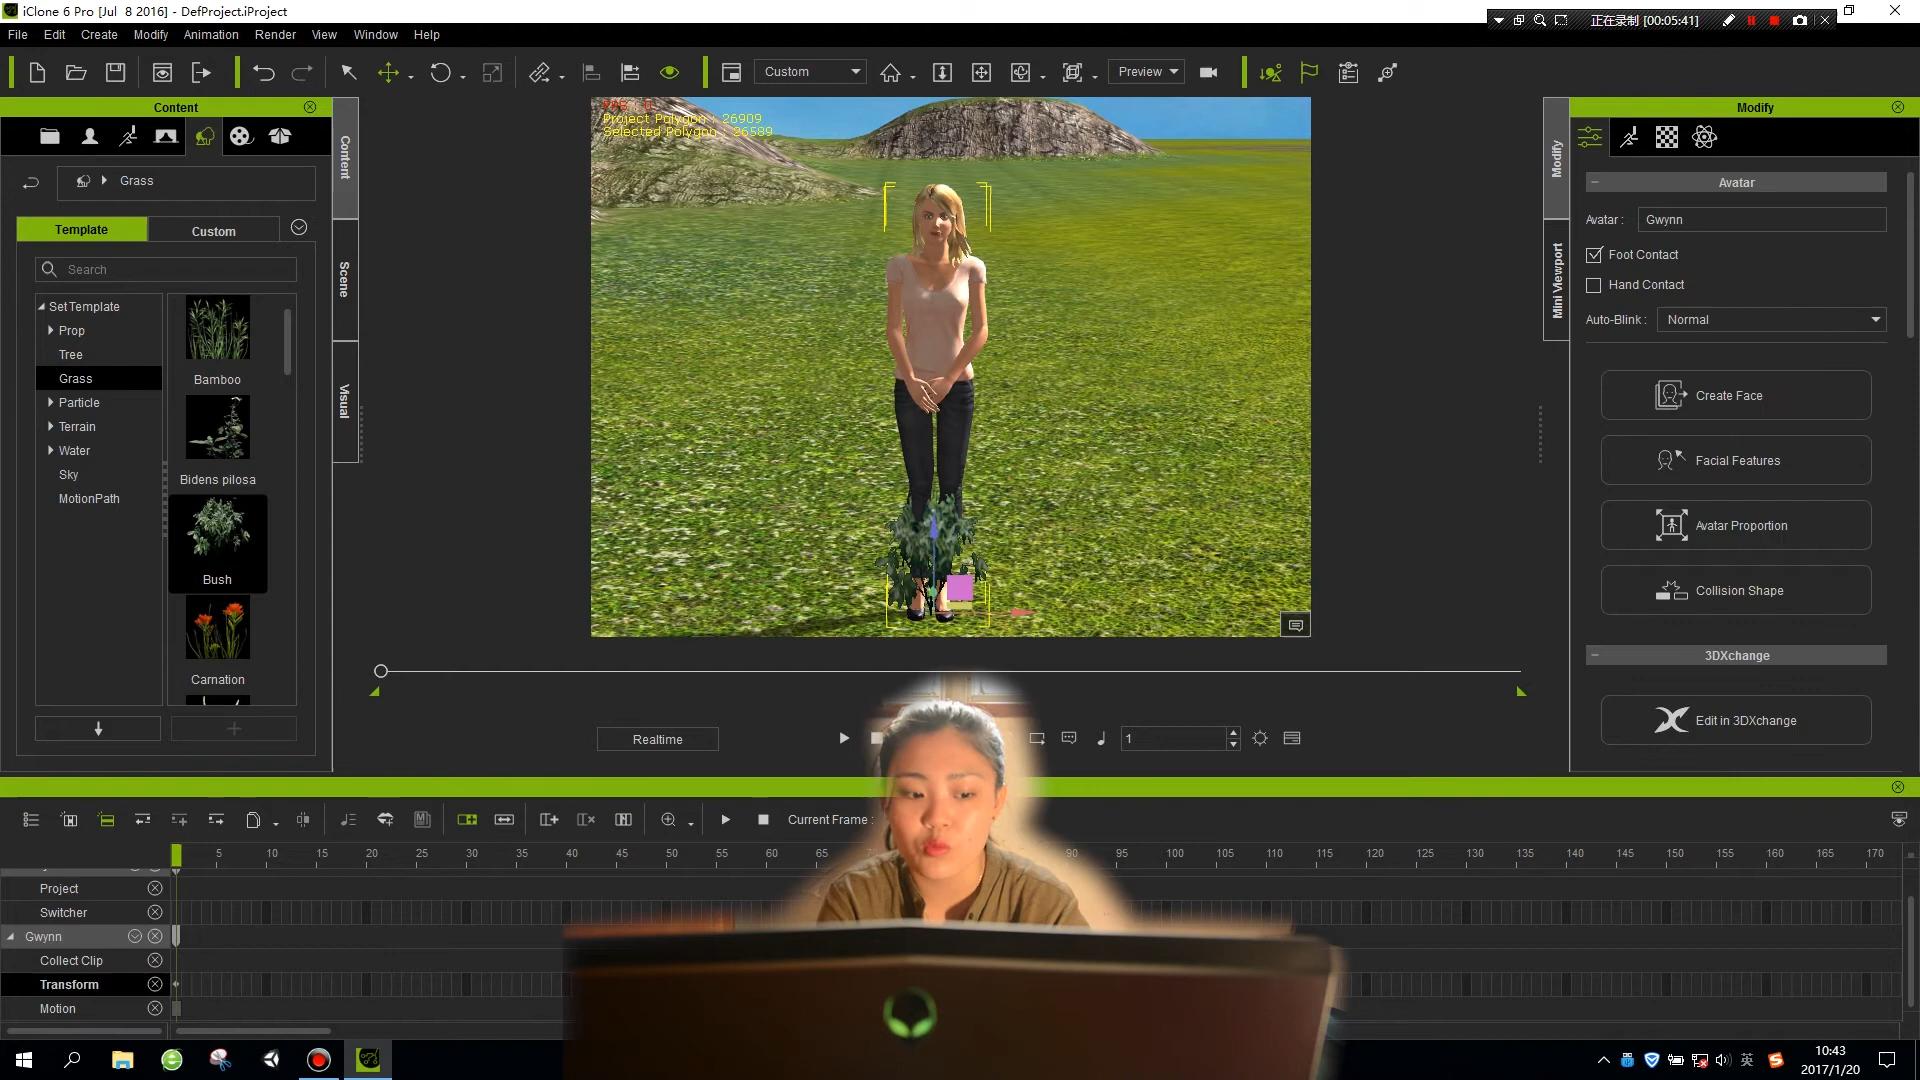 iClone 6 Pro [Jul  8 2016] - DefProject.iProject
正在录制 [00:05:41]
File Edit Create Modify Animation Render View Window Help
Custom Preview
Content
Modify
Project Polygon : 26909
Selected Polygon : 26589
Grass
Template Custom
Search
SetTemplate
Prop
Tree
Grass
Particle
Terrain
Water
Sky
MotionPath
Bamboo
Bidens pilosa
Bush
Carnation
Content
Scene
Visual
Modify
Mini Viewport
Avatar
Avatar : Gwynn
Foot Contact
Hand Contact
Auto-Blink : Normal
Create Face
Facial Features
Avatar Proportion
Collision Shape
3DXchange
Edit in 3DXchange
Realtime
1
Current Frame :
5 10 15 20 25 30 35 40 45 50 55 60 65 90 95 100 105 110 115 120 125 130 135 140 145 150 155 160 165 170
Project
Switcher
Gwynn
Collect Clip
Transform
Motion
英
10:43
2017/1/20